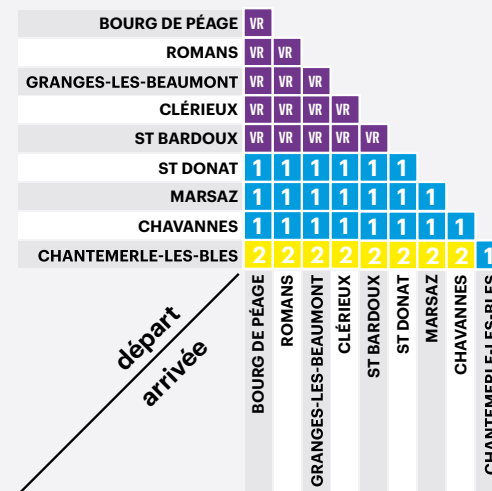 BOURG DE PÉAGE VR
ROMANS VR VR
GRANGES-LES-BEAUMONT VR VR VR
CLÉRIEUX VR VR VR VR
ST BARDOUX VR VR VR VR VR
ST DONAT 1 1 1 1 1 1
MARSAZ 1 1 1 1 1 1 1
CHAVANNES 1 1 1 1 1 1 1 1
CHANTEMERLE-LES-BLES 2 2 2 2 2 2 2 2 1
départ
arrivée
BOURG DE PÉAGE
ROMANS
GRANGES-LES-BEAUMONT
CLÉRIEUX
ST BARDOUX
ST DONAT
MARSAZ
CHAVANNES
CHANTEMERLE-LES-BLES